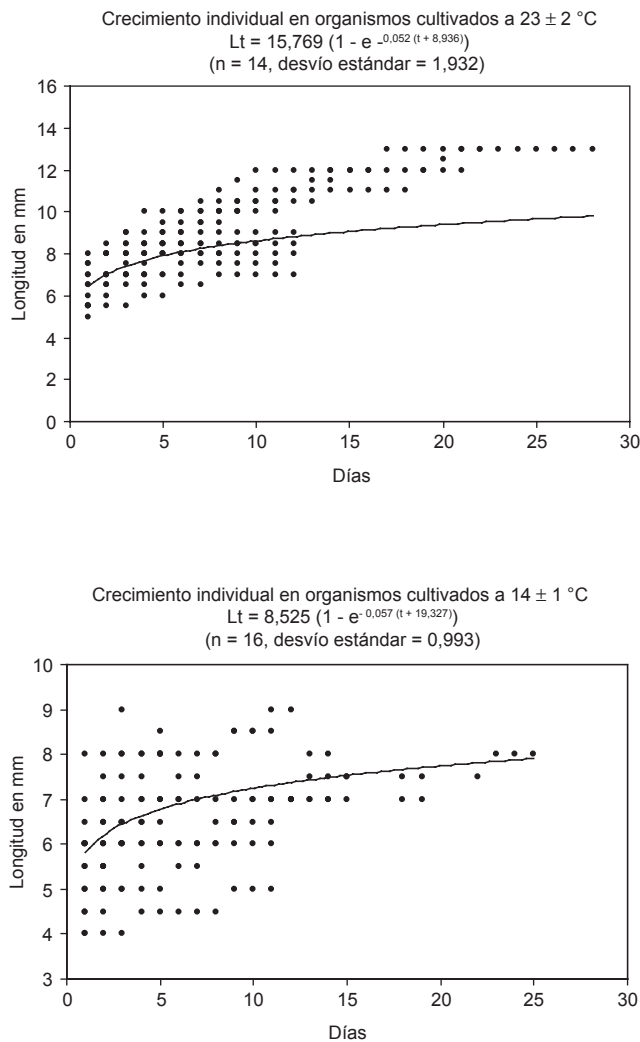 Crecimiento individual en organismos cultivados a 23 ± 2 °C
Lt = 15,769 (1 - e -0,052 (t + 8,936))
(n = 14, desvío estándar = 1,932)
16
14
12
10
8
6
4
2
0
Longitud en mm
0 5 10 15 20 25 30
Días
Crecimiento individual en organismos cultivados a 14 ± 1 °C
Lt = 8,525 (1 - e- 0,057 (t + 19,327))
(n = 16, desvío estándar = 0,993)
10
9
8
7
6
5
4
3
Longitud en mm
0 5 10 15 20 25 30
Días